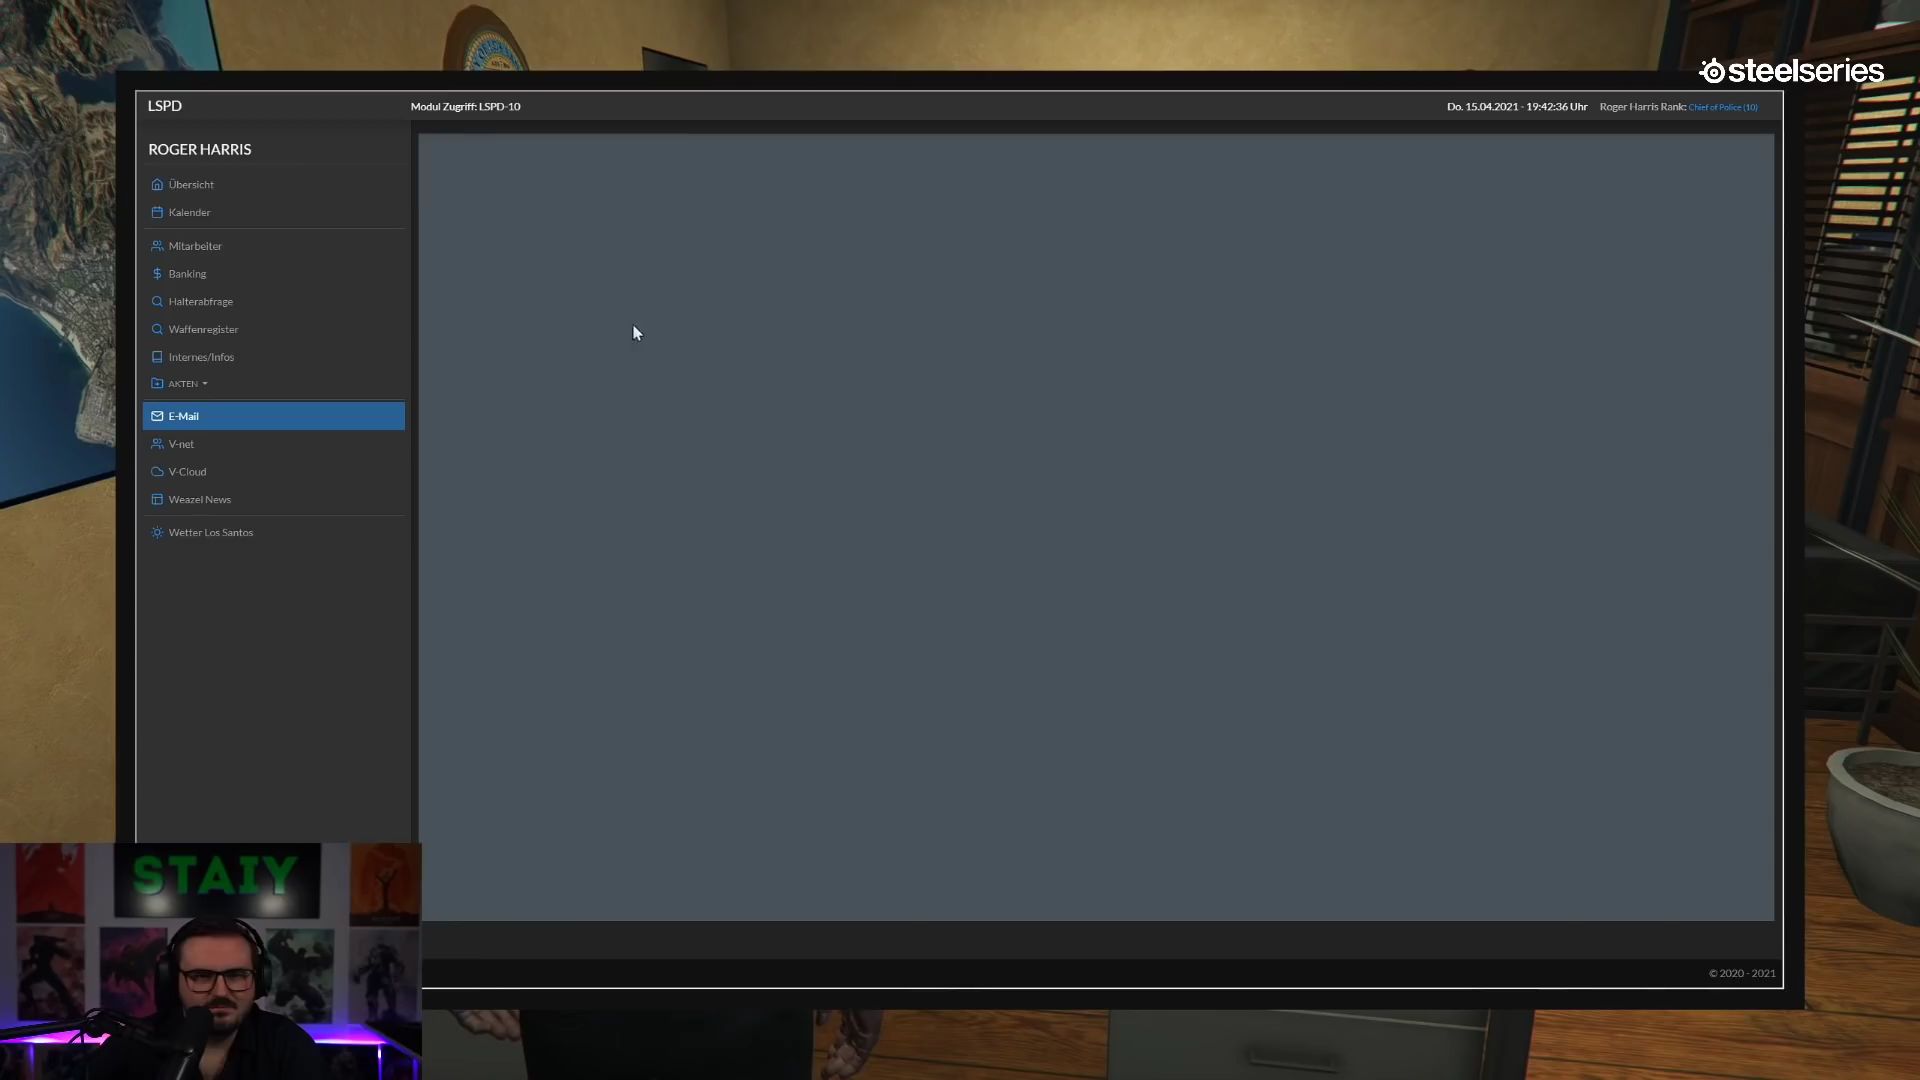 steelseries
LSPD
Modul Zugriff: LSPD-10
Do. 15.04.2021 - 19:42:36 Uhr
Roger Harris Rank: Chief of Police (10)
ROGER HARRIS
Übersicht
Kalender
Mitarbeiter
Banking
Halterabfrage
Waffenregister
Internes/Infos
AKTEN
E-Mail
V-net
V-Cloud
Weazel News
Wetter Los Santos
STAIY
© 2020 - 2021